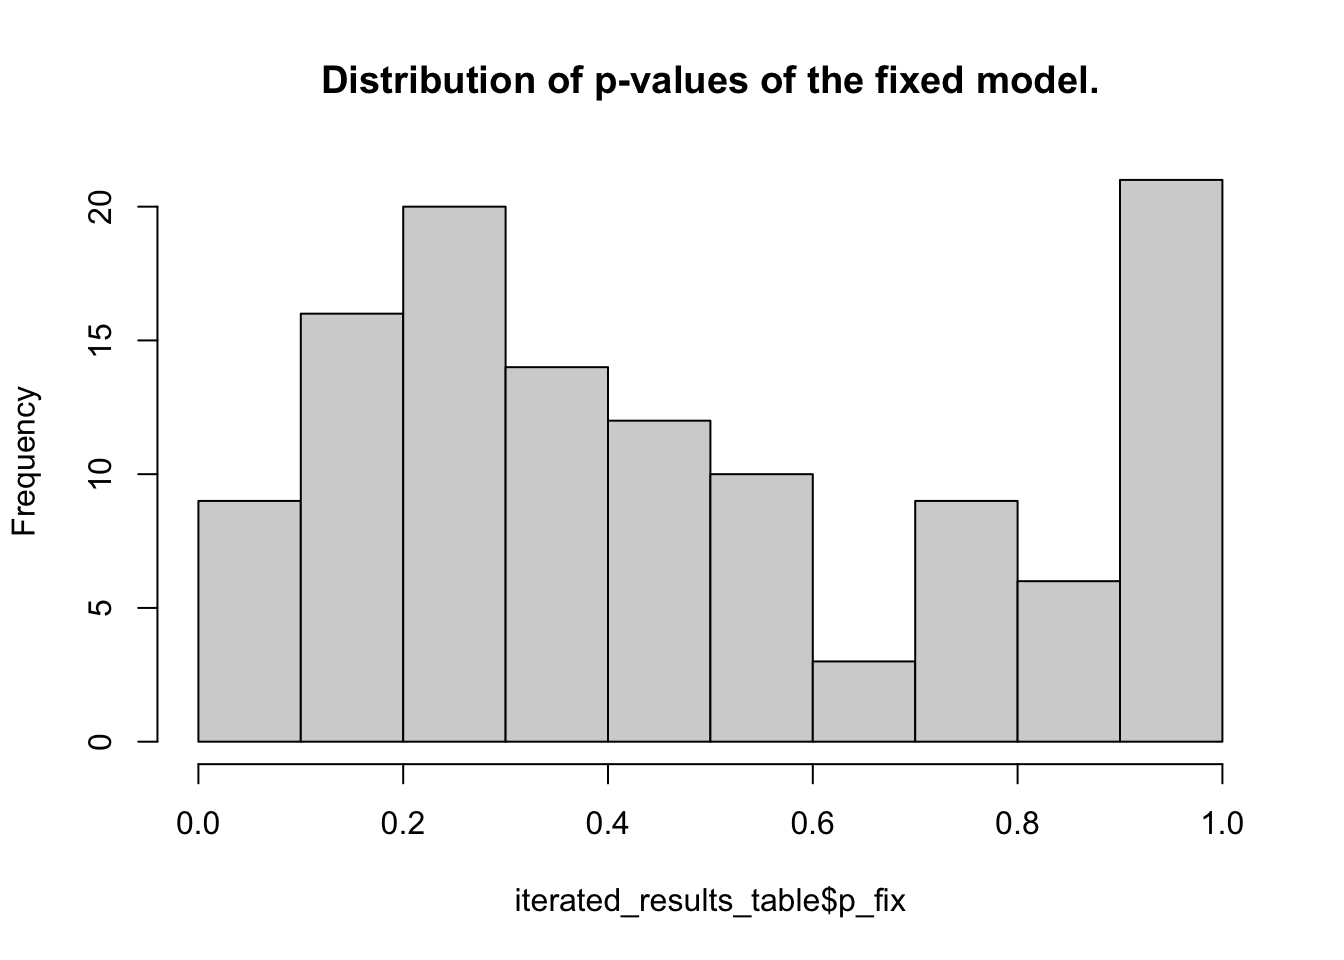 Distribution of p-values of the fixed model.
Frequency
20
15
10
5
0
0.0 0.2 0.4 0.6 0.8 1.0
iterated_results_table$p_fix